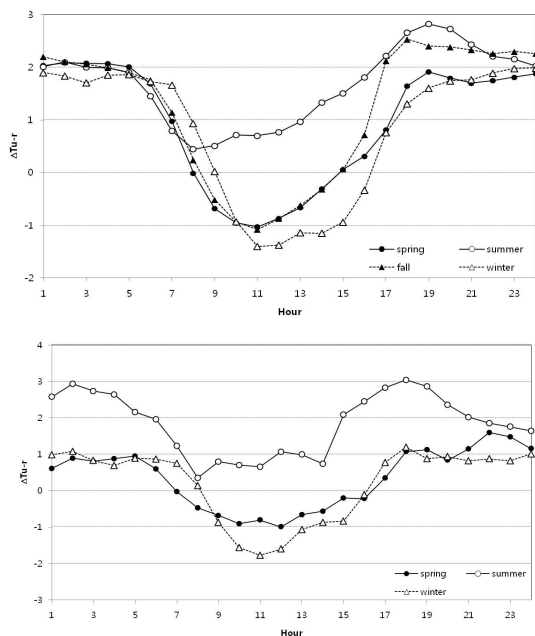 3
2
1
0
-1
-2
ΔTu-r
spring
summer
fall
winter
1 3 5 7 9 11 13 15 17 19 21 23
Hour
4
3
2
1
0
-1
-2
-3
ΔTu-r
spring
summer
winter
1 3 5 7 9 11 13 15 17 19 21 23
Hour